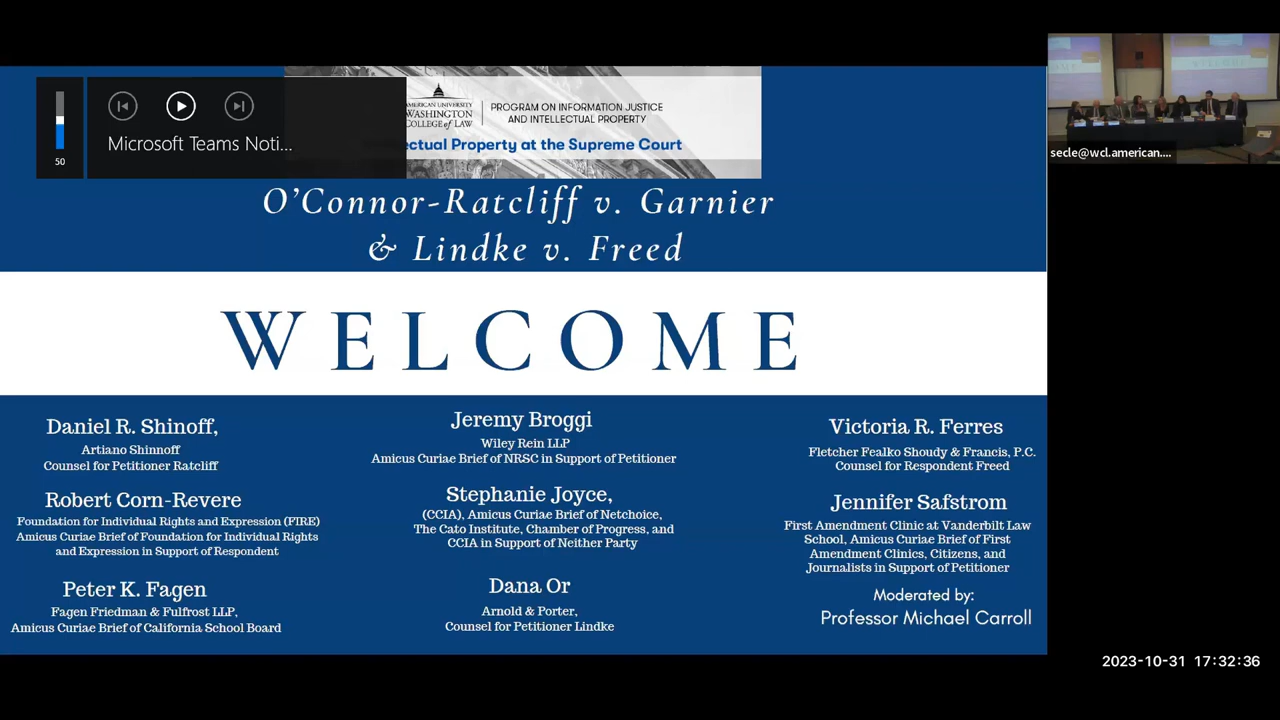 50
Microsoft Teams Noti...
AMERICAN UNIVERSITY
WASHINGTON
COLLEGE OF LAW
PROGRAM ON INFORMATION JUSTICE
AND INTELLECTUAL PROPERTY
ectual Property at the Supreme Court
O'Connor-Ratcliff v. Garnier
& Lindke v. Freed
WELCOME
Daniel R. Shinoff,
Artiano Shinnoff
Counsel for Petitioner Ratcliff
Robert Corn-Revere
Foundation for Individual Rights and Expression (FIRE)
Amicus Curiae Brief of Foundation for Individual Rights
and Expression in Support of Respondent
Peter K. Fagen
Fagen Friedman & Fulfrost LLP,
Amicus Curiae Brief of California School Board
Jeremy Broggi
Wiley Rein LLP
Amicus Curiae Brief of NRSC in Support of Petitioner
Stephanie Joyce,
(CCIA), Amicus Curiae Brief of Netchoice,
The Cato Institute, Chamber of Progress, and
CCIA in Support of Neither Party
Dana Or
Arnold & Porter,
Counsel for Petitioner Lindke
Victoria R. Ferres
Fletcher Fealko Shoudy & Francis, P.C.
Counsel for Respondent Freed
Jennifer Safstrom
First Amendment Clinic at Vanderbilt Law
School, Amicus Curiae Brief of First
Amendment Clinics, Citizens, and
Journalists in Support of Petitioner
Moderated by:
Professor Michael Carroll
WELCOME
secle@wcl.american....
2023-10-31 17:32:36